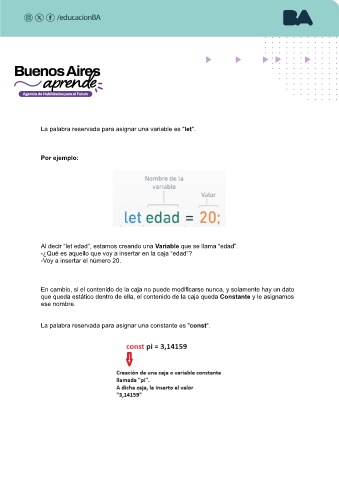 /educacionBA
BA
Buenos Aires
aprende
Agencia de Habilidades para el Futuro
La palabra reservada para asignar una variable es "let".
Por ejemplo:
Nombre de la
variable
Valor
let edad = 20;
Al decir "let edad", estamos creando una Variable que se llama "edad".
-¿Qué es aquello que voy a insertar en la caja "edad"?
-Voy a insertar el número 20.
En cambio, si el contenido de la caja no puede modificarse nunca, y solamente hay un dato
que queda estático dentro de ella, el contenido de la caja queda Constante y le asignamos
ese nombre.
La palabra reservada para asignar una constante es "const".
const pi = 3,14159
Creación de una caja o variable constante
llamada "pi".
A dicha caja, le inserto el valor
"3,14159"